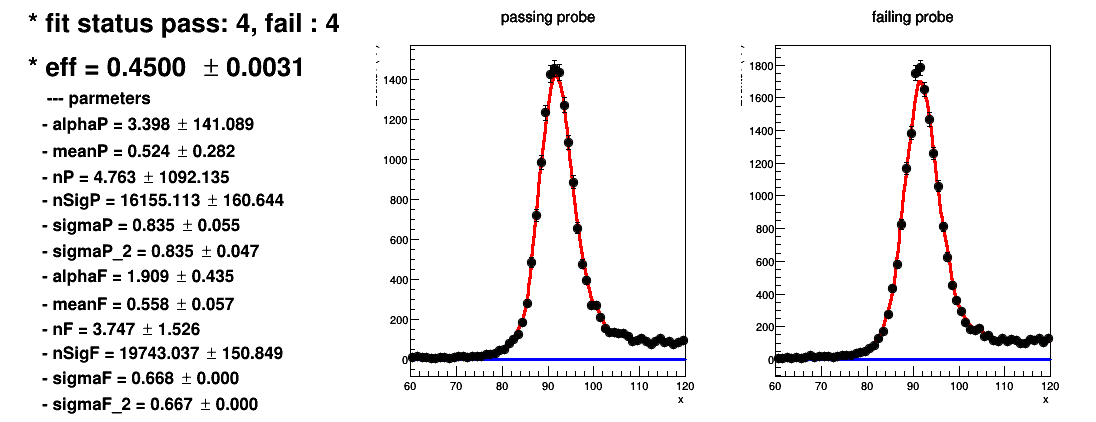 * fit status pass: 4, fail : 4
* eff = 0.4500 ± 0.0031
--- parmeters
- alphaP = 3.398 ± 141.089
- meanP = 0.524 ± 0.282
- nP = 4.763 ± 1092.135
- nSigP = 16155.113 ± 160.644
- sigmaP = 0.835 ± 0.055
- sigmaP_2 = 0.835 ± 0.047
- alphaF = 1.909 ± 0.435
- meanF = 0.558 ± 0.057
- nF = 3.747 ± 1.526
- nSigF = 19743.037 ± 150.849
- sigmaF = 0.668 ± 0.000
- sigmaF_2 = 0.667 ± 0.000
passing probe
1400
1200
1000
800
600
400
200
0
60 70 80 90 100 110 120
x
failing probe
1800
1600
1400
1200
1000
800
600
400
200
0
60 70 80 90 100 110 120
x